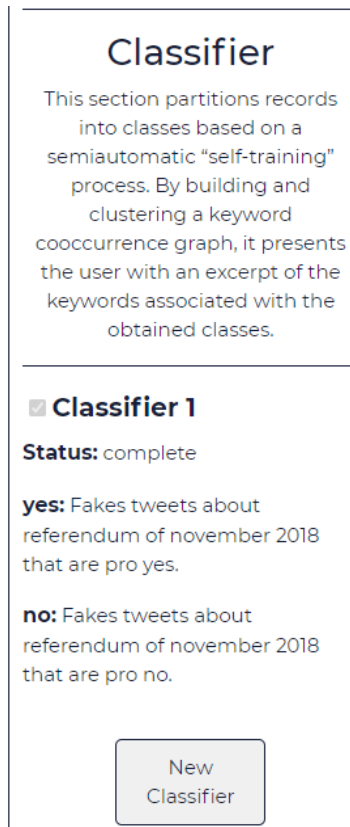 Classifier
This section partitions records
into classes based on a
semiautomatic “self-training”
process. By building and
clustering a keyword
cooccurrence graph, it presents
the user with an excerpt of the
keywords associated with the
obtained classes.
Classifier 1
Status: complete
yes: Fakes tweets about
referendum of november 2018
that are pro yes.
no: Fakes tweets about
referendum of november 2018
that are pro no.
New
Classifier